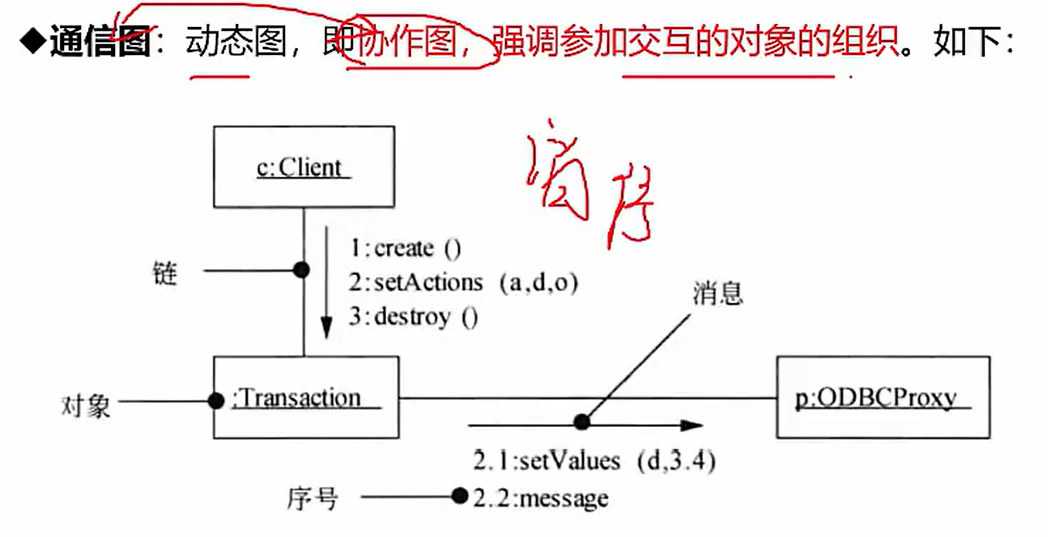 ◆通信图：动态图，即协作图，强调参加交互的对象的组织。如下：
c:Client
链
1:create ()
2:setActions (a,d,o)
3:destroy ()
消息
对象
:Transaction
p:ODBCProxy
2.1:setValues (d,3.4)
序号
2.2:message